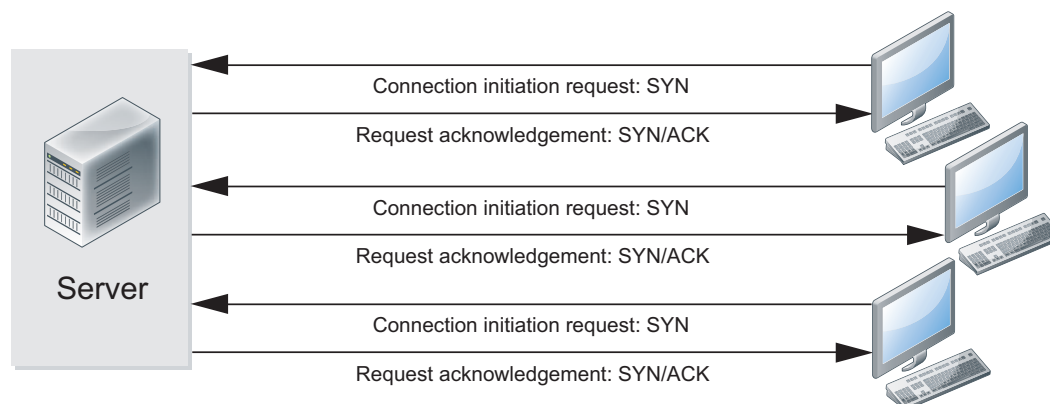 Connection initiation request: SYN
Request acknowledgement: SYN/ACK
Connection initiation request: SYN
Request acknowledgement: SYN/ACK
Server
Connection initiation request: SYN
Request acknowledgement: SYN/ACK